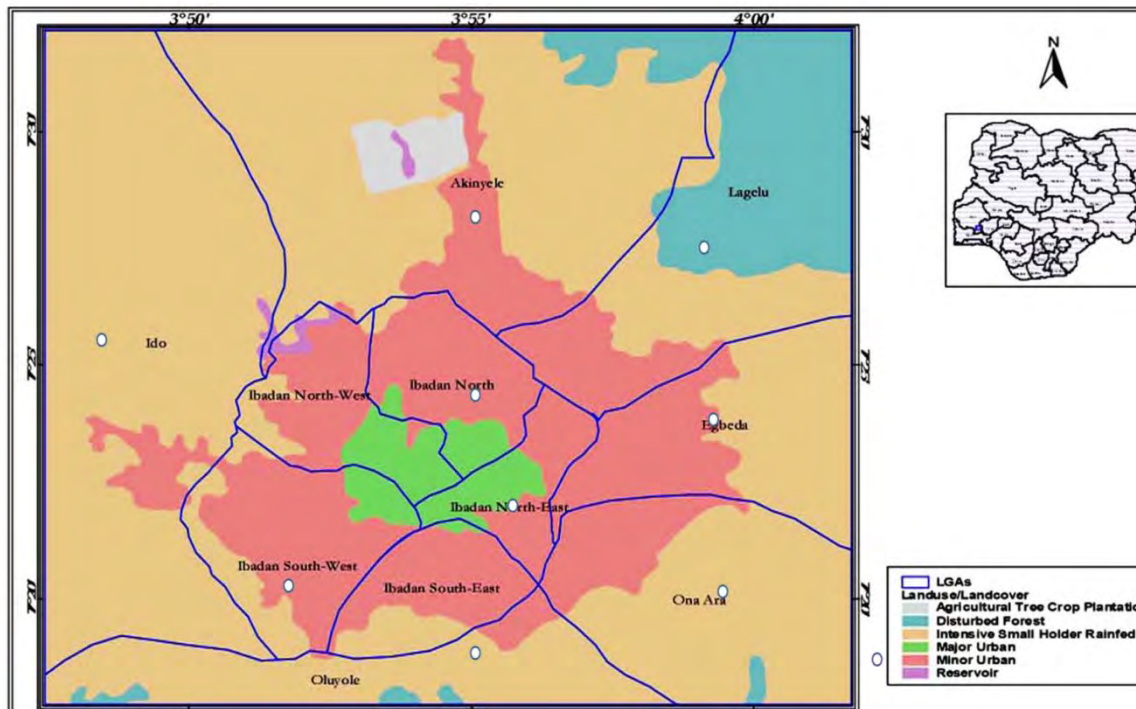 3°50'
3°55'
4°00'
N
Akinyele
Lagelu
Ido
Ibadan North
Ibadan North-West
Egbeda
Ibadan North-East
Ibadan South-West
Ibadan South-East
Ona Ara
Oluyole
LGAs
Landuse/Landcover
Agricultural Tree Crop Plantatio
Disturbed Forest
Intensive Small Holder Rainfed
Major Urban
Minor Urban
Reservoir